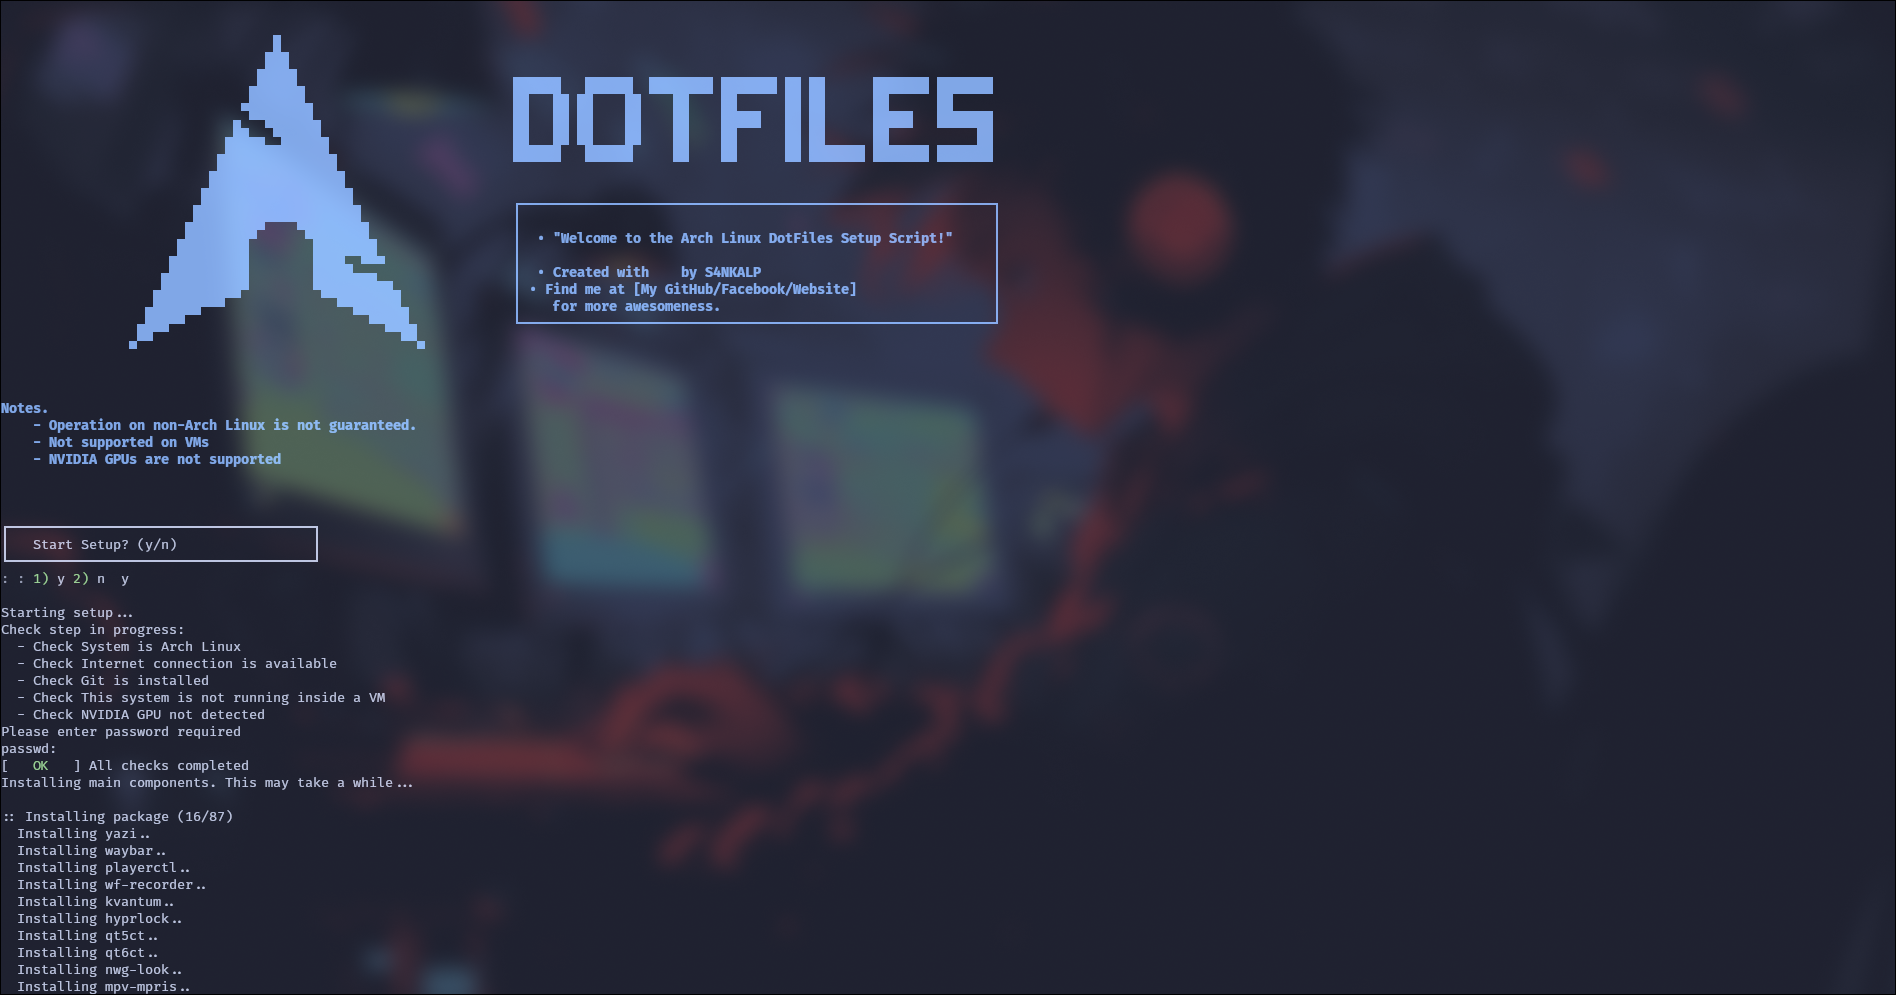 DOTFILES
• "Welcome to the Arch Linux DotFiles Setup Script!"
• Created with by S4NKALP
• Find me at [My GitHub/Facebook/Website]
for more awesomeness.
Notes.
- Operation on non-Arch Linux is not guaranteed.
- Not supported on VMs
- NVIDIA GPUs are not supported
Start Setup? (y/n)
: : 1) y 2) n y
Starting setup...
Check step in progress:
- Check System is Arch Linux
- Check Internet connection is available
- Check Git is installed
- Check This system is not running inside a VM
- Check NVIDIA GPU not detected
Please enter password required
passwd:
[ OK ] All checks completed
Installing main components. This may take a while...
:: Installing package (16/87)
Installing yazi..
Installing waybar..
Installing playerctl..
Installing wf-recorder..
Installing kvantum..
Installing hyprlock..
Installing qt5ct..
Installing qt6ct..
Installing nwg-look..
Installing mpv-mpris..